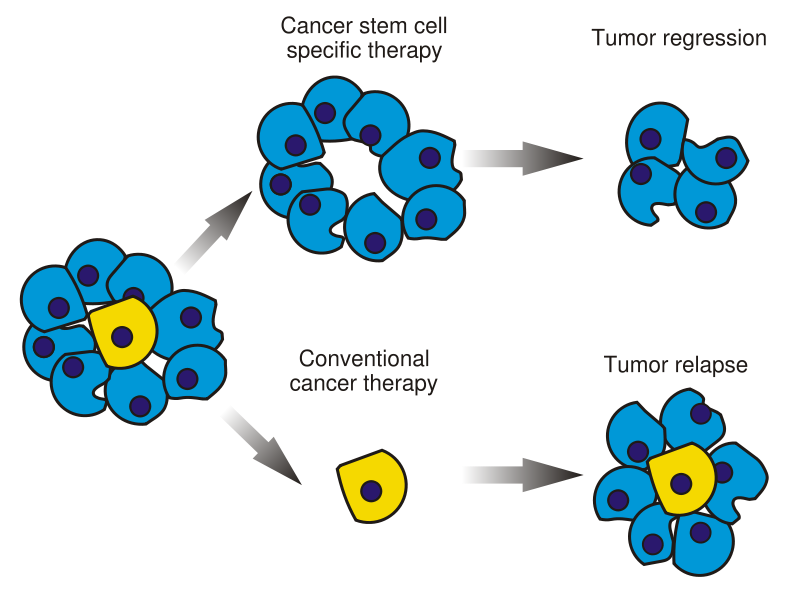 Cancer stem cell
specific therapy
Tumor regression
Conventional
cancer therapy
Tumor relapse